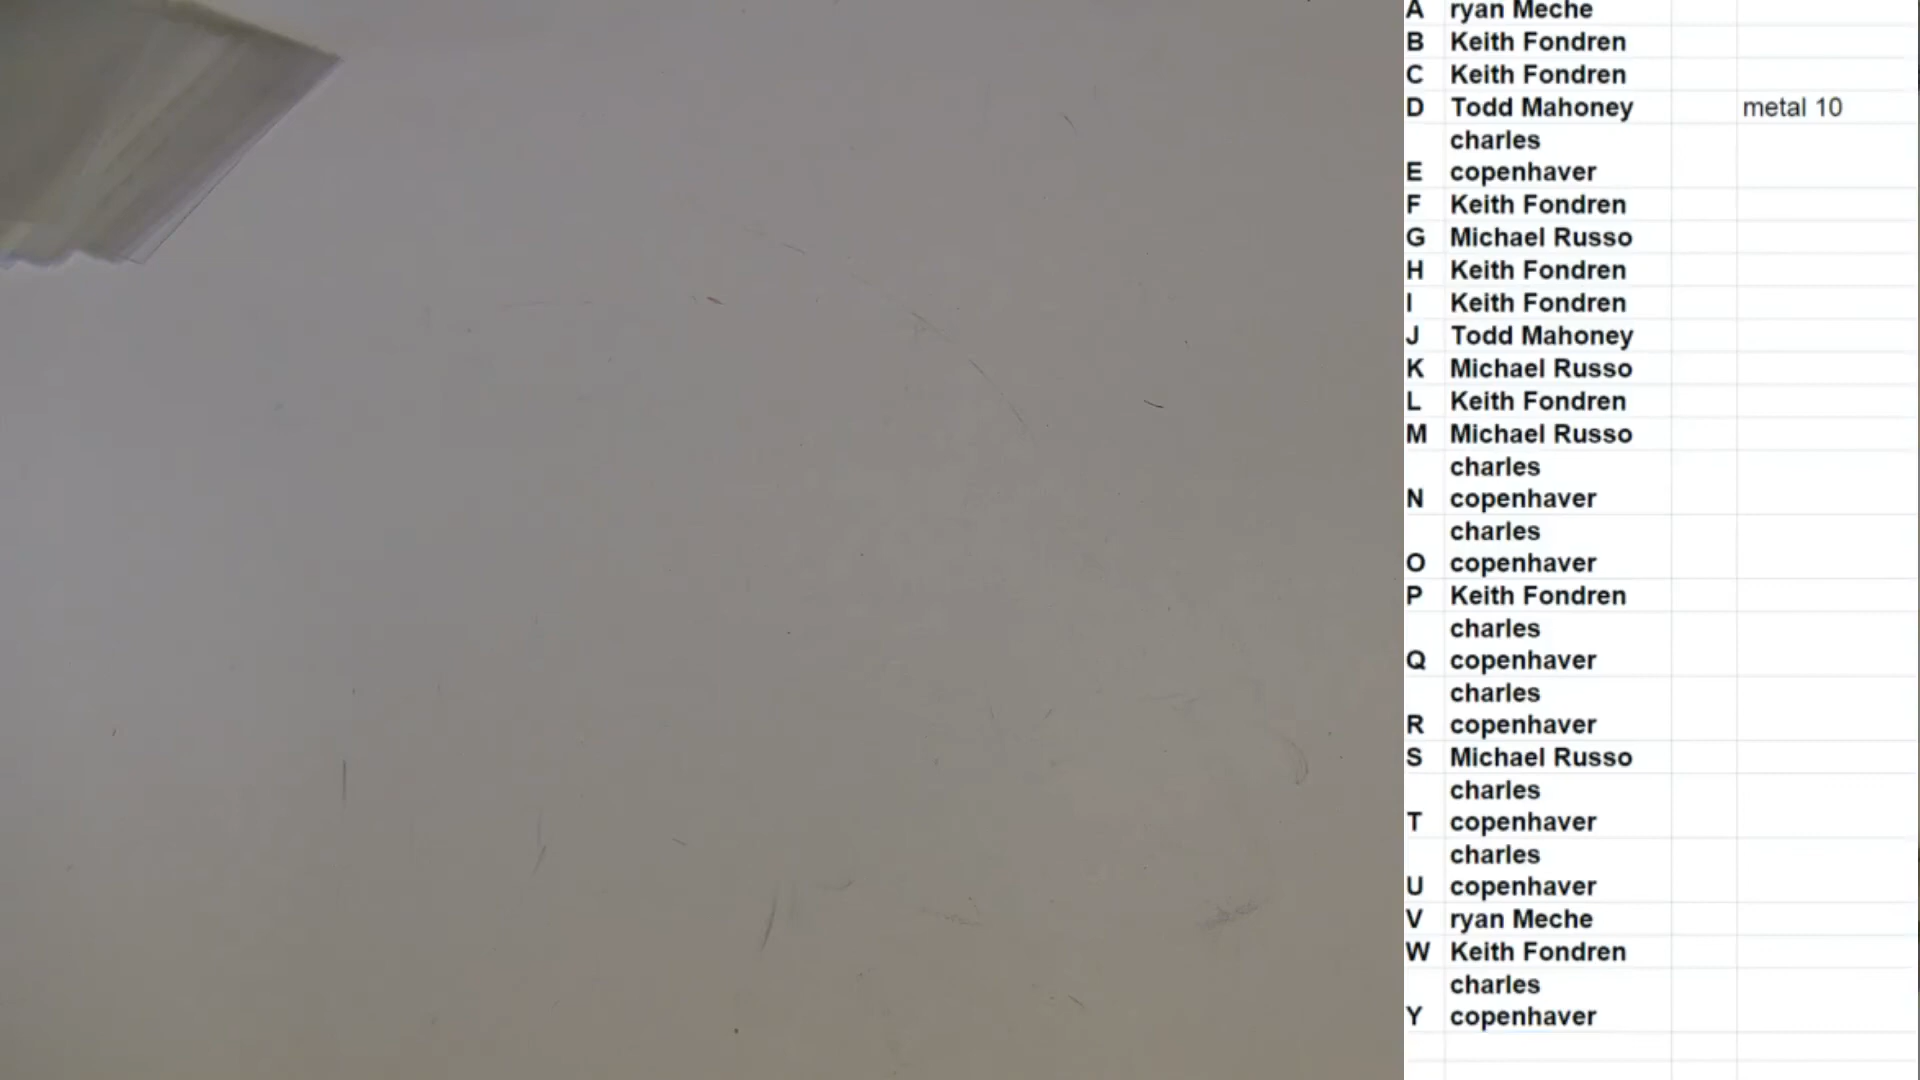 A ryan Meche
B Keith Fondren
C Keith Fondren
D Todd Mahoney metal 10
charles
E copenhaver
F Keith Fondren
G Michael Russo
H Keith Fondren
I Keith Fondren
J Todd Mahoney
K Michael Russo
L Keith Fondren
M Michael Russo
charles
N copenhaver
charles
O copenhaver
P Keith Fondren
charles
Q copenhaver
charles
R copenhaver
S Michael Russo
charles
T copenhaver
charles
U copenhaver
V ryan Meche
W Keith Fondren
charles
Y copenhaver